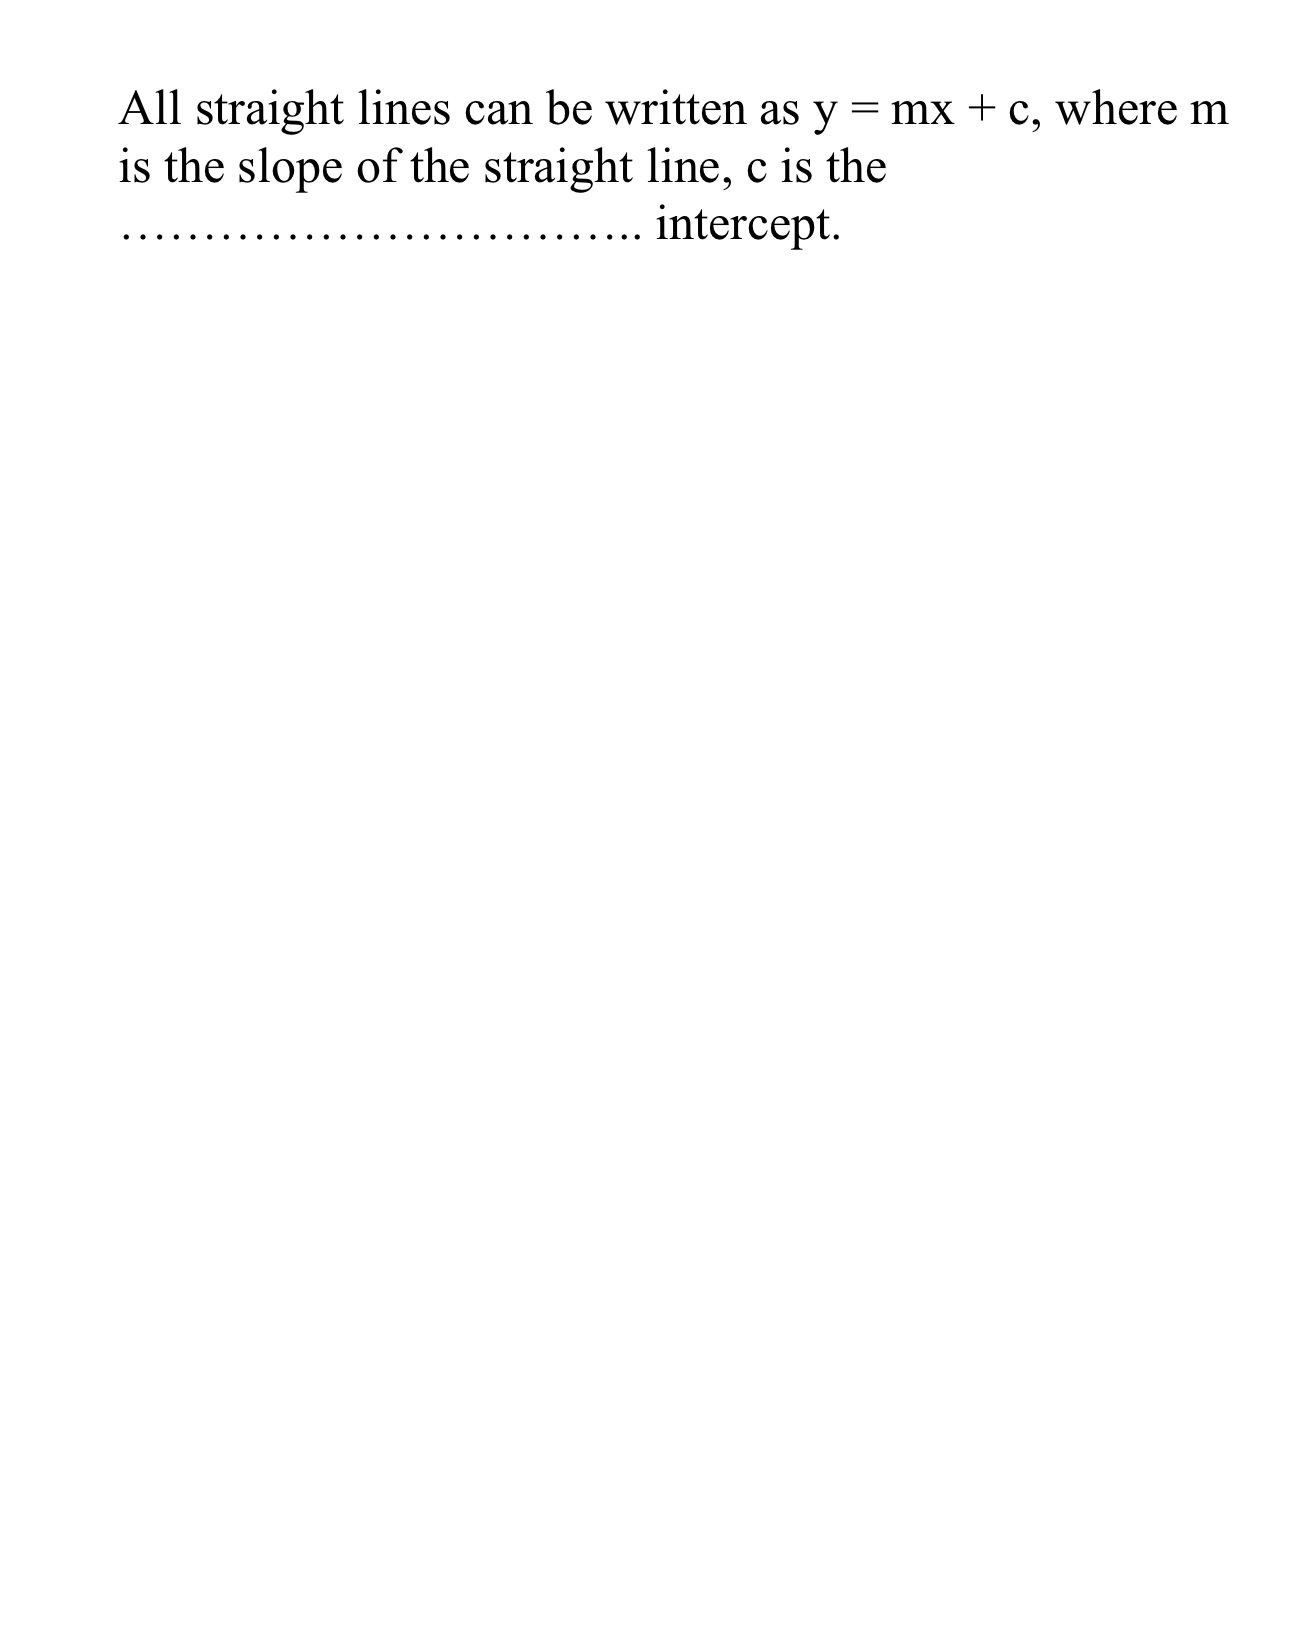 All straight lines can be written as y = mx + c, where m
is the slope of the straight line, c is the
…………………………….. intercept.